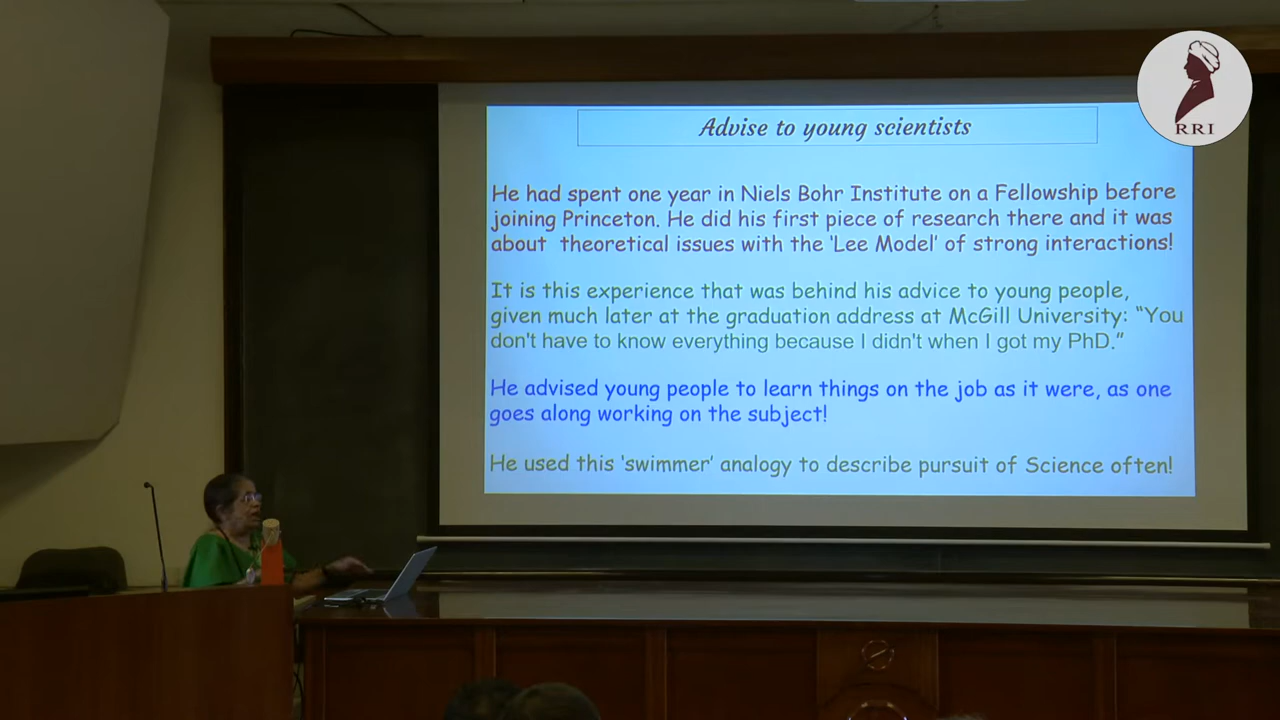 RRI
Advise to young scientists
He had spent one year in Niels Bohr Institute on a Fellowship before
joining Princeton. He did his first piece of research there and it was
about theoretical issues with the ‘Lee Model’ of strong interactions!
It is this experience that was behind his advice to young people,
given much later at the graduation address at McGill University: “You
don't have to know everything because I didn't when I got my PhD.”
He advised young people to learn things on the job as it were, as one
goes along working on the subject!
He used this ‘swimmer’ analogy to describe pursuit of Science often!